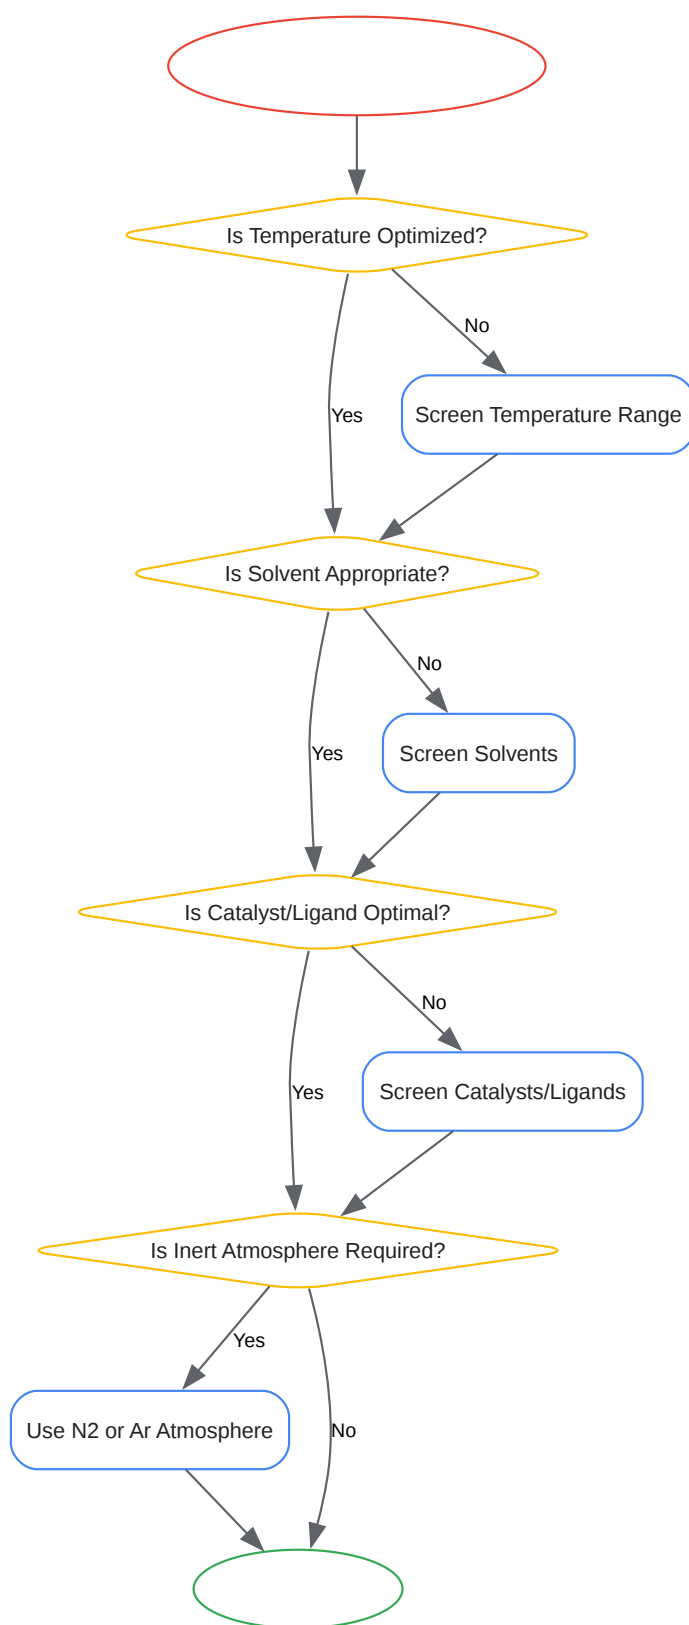 Is Temperature Optimized?
No
Yes
Screen Temperature Range
Is Solvent Appropriate?
No
Yes
Screen Solvents
Is Catalyst/Ligand Optimal?
No
Yes
Screen Catalysts/Ligands
Is Inert Atmosphere Required?
Yes
Use N2 or Ar Atmosphere
No